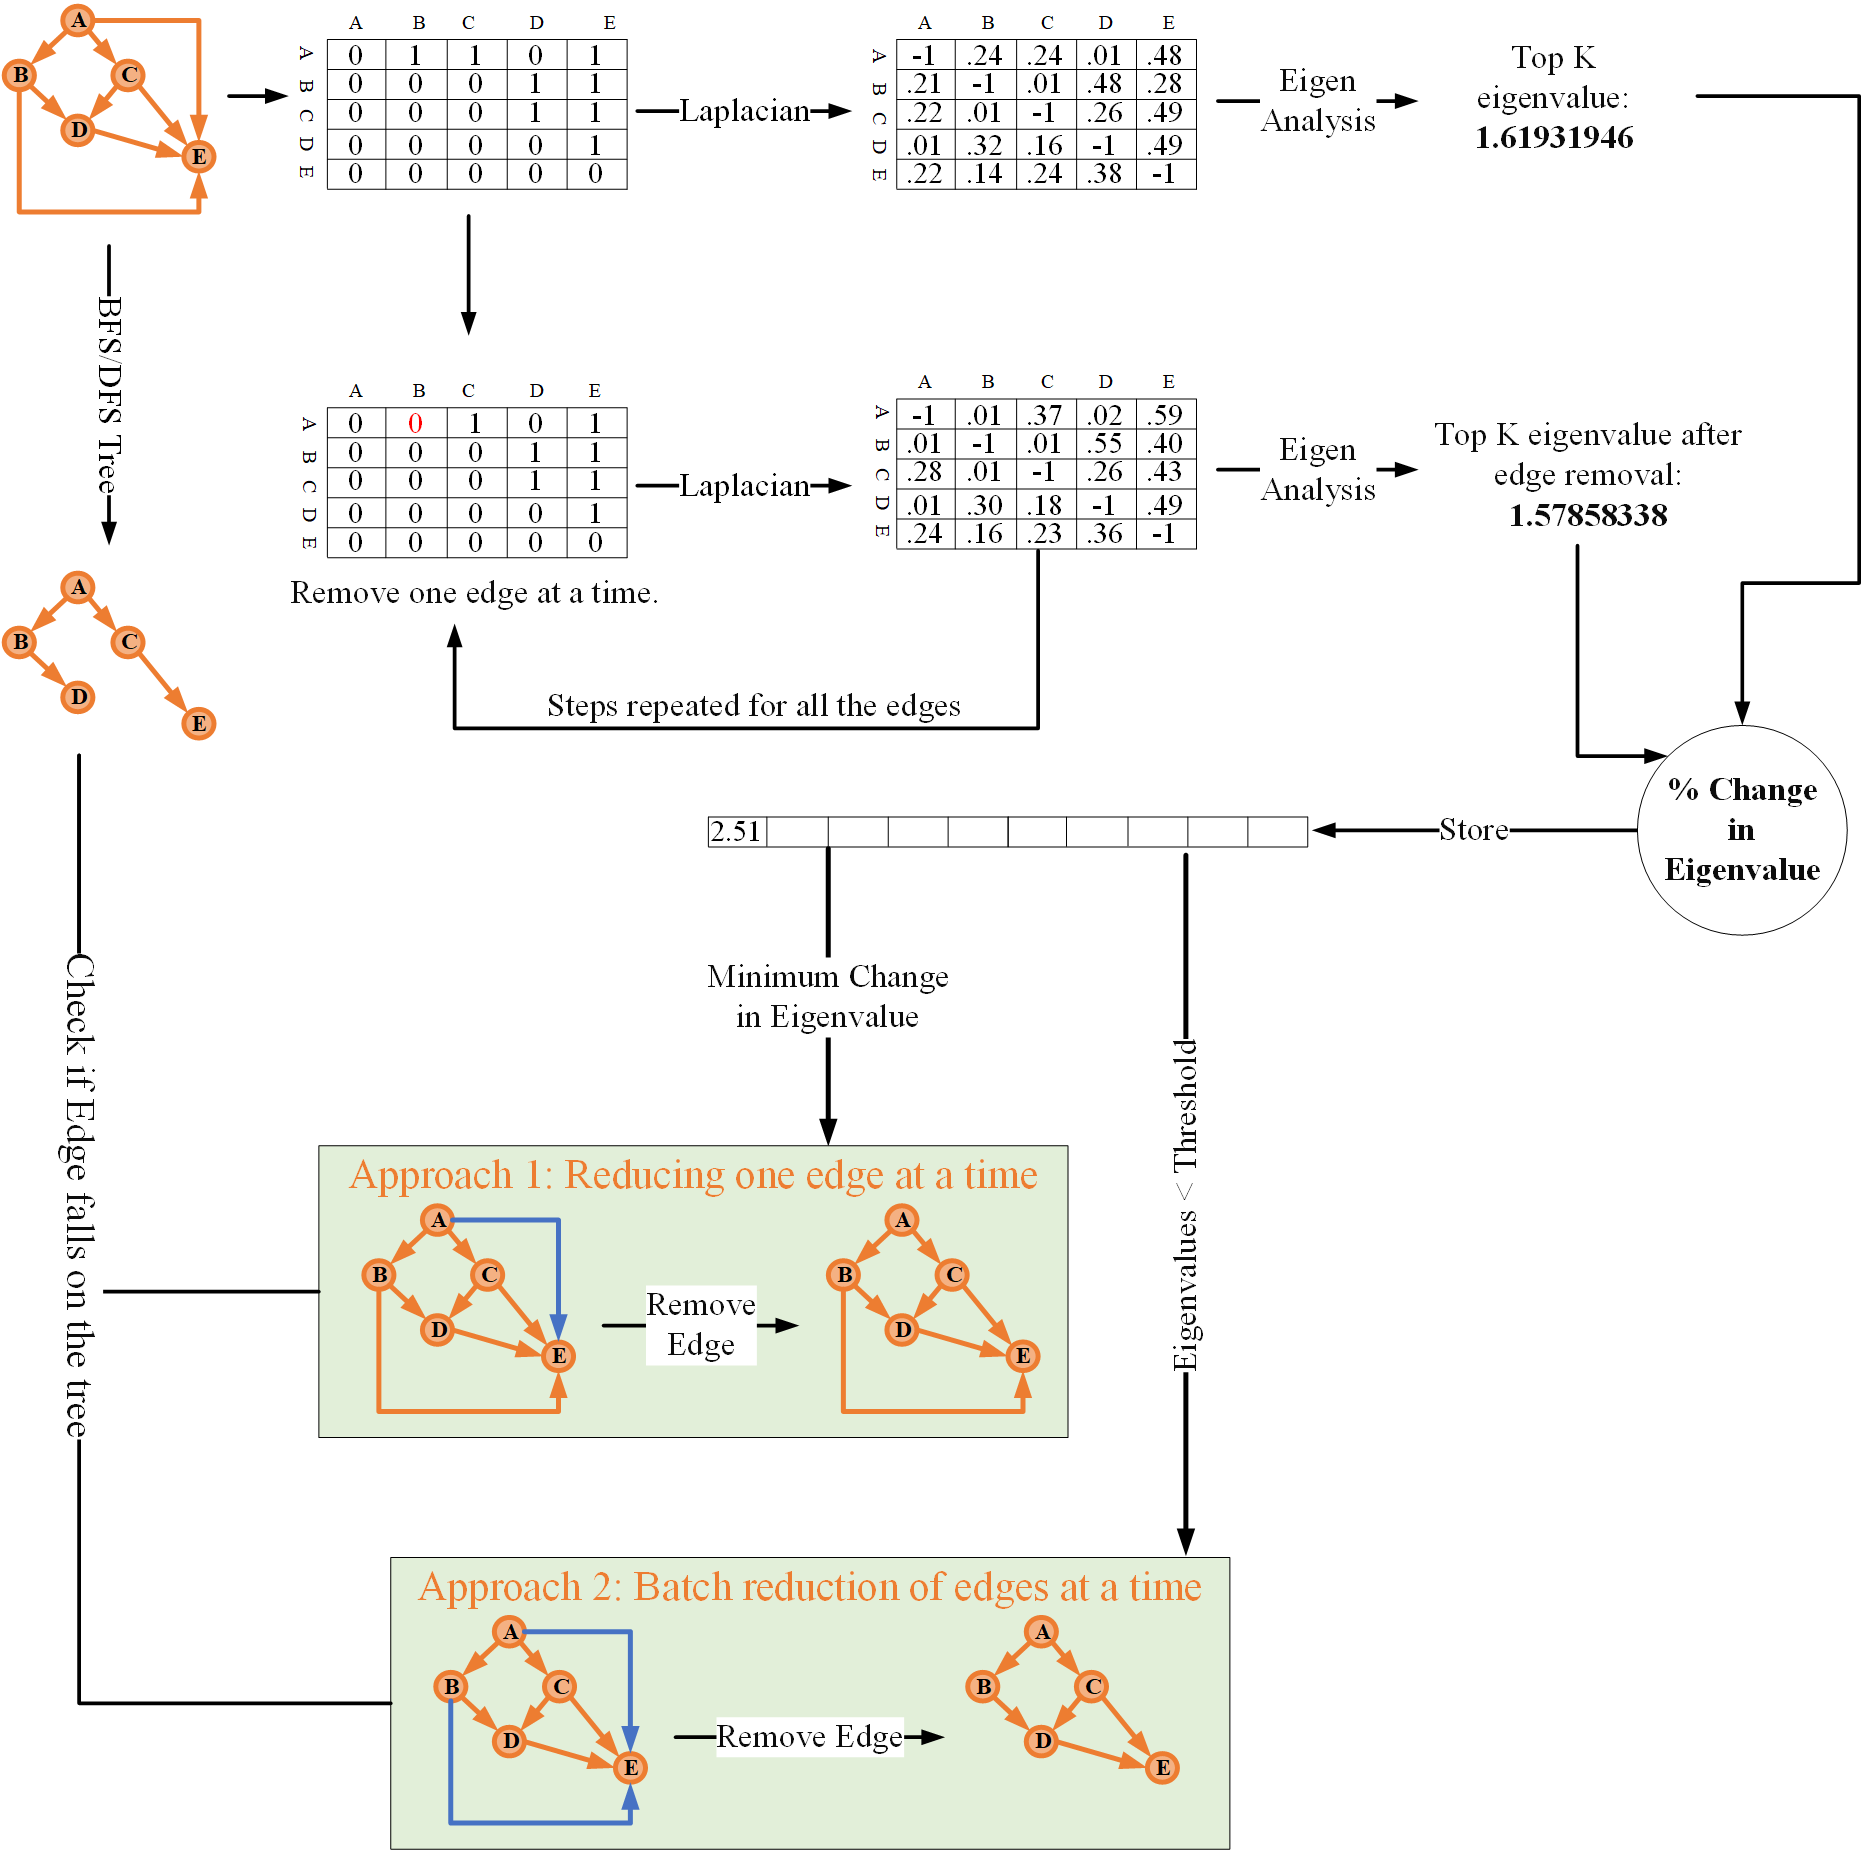 A
B
C
D
E
A B C D E
A 0 1 1 0 1
B 0 0 0 1 1
C 0 0 0 1 1
D 0 0 0 0 1
E 0 0 0 0 0
Laplacian
A B C D E
A -1 .24 .24 .01 .48
B .21 -1 .01 .48 .28
C .22 .01 -1 .26 .49
D .01 .32 .16 -1 .49
E .22 .14 .24 .38 -1
Eigen
Analysis
Top K
eigenvalue:
1.61931946
BFS/DFS Tree
A B C D E
A 0 0 1 0 1
B 0 0 0 1 1
C 0 0 0 1 1
D 0 0 0 0 1
E 0 0 0 0 0
Remove one edge at a time.
Laplacian
A B C D E
A -1 .01 .37 .02 .59
B .01 -1 .01 .55 .40
C .28 .01 -1 .26 .43
D .01 .30 .18 -1 .49
E .24 .16 .23 .36 -1
Eigen
Analysis
Top K eigenvalue after
edge removal:
1.57858338
Steps repeated for all the edges
A
B
C
D
E
% Change
in
Eigenvalue
Store
2.51
Minimum Change
in Eigenvalue
Eigenvalues < Threshold
Check if Edge falls on the tree
Approach 1: Reducing one edge at a time
A
B
C
D
E
Remove
Edge
A
B
C
D
E
Approach 2: Batch reduction of edges at a time
A
B
C
D
E
Remove Edge
A
B
C
D
E